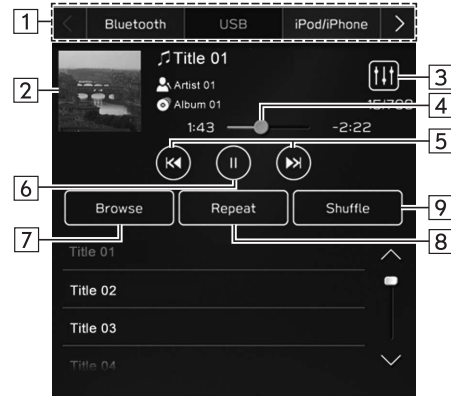 1
Bluetooth USB iPod/iPhone
2
Title 01
Artist 01
Album 01
3
4
1:43 -2:22
5
6
Browse Repeat Shuffle
9
7
8
Title 01
Title 02
Title 03
Title 04